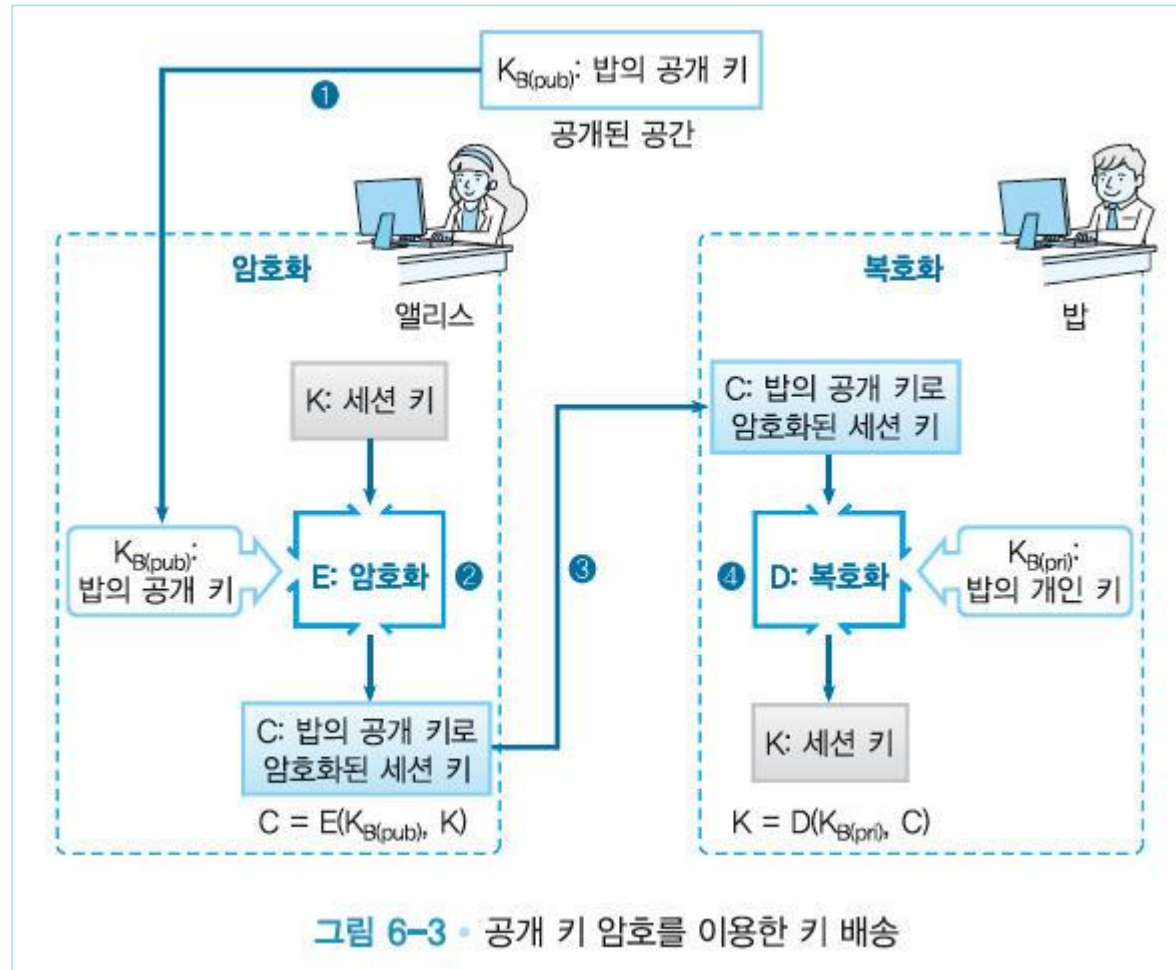 K_B(pub): 밥의 공개 키
❶
공개된 공간
암호화
앨리스
K: 세션 키
K_B(pub):
밥의 공개 키
E: 암호화 ❷
C: 밥의 공개 키로
암호화된 세션 키
C = E(K_B(pub), K)
❸
복호화
밥
C: 밥의 공개 키로
암호화된 세션 키
❹ D: 복호화
K_B(pri):
밥의 개인 키
K: 세션 키
K = D(K_B(pri), C)
그림 6-3 • 공개 키 암호를 이용한 키 배송